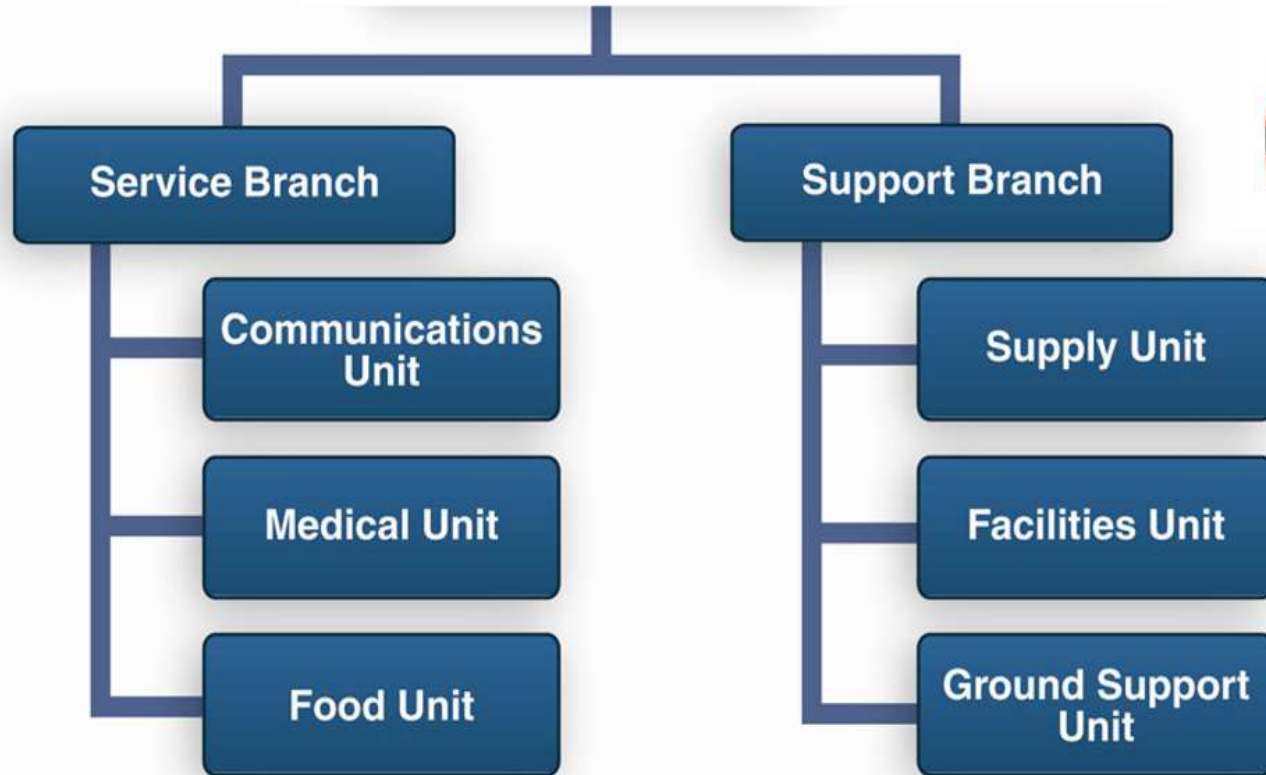 Service Branch
Communications
Unit
Medical Unit
Food Unit
Support Branch
Supply Unit
Facilities Unit
Ground Support
Unit